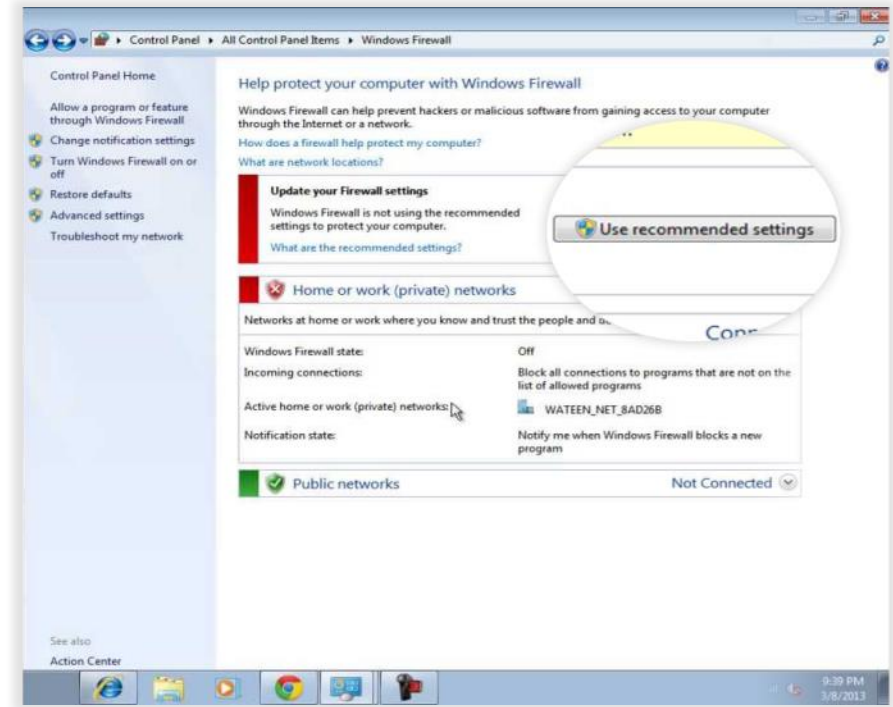 Control Panel ▸ All Control Panel Items ▸ Windows Firewall
Control Panel Home
Allow a program or feature
through Windows Firewall
Change notification settings
Turn Windows Firewall on or
off
Restore defaults
Advanced settings
Troubleshoot my network
See also
Action Center
Help protect your computer with Windows Firewall
Windows Firewall can help prevent hackers or malicious software from gaining access to your computer
through the Internet or a network.
How does a firewall help protect my computer?
What are network locations?
Update your Firewall settings
Windows Firewall is not using the recommended
settings to protect your computer.
What are the recommended settings?
Use recommended settings
Home or work (private) networks
Networks at home or work where you know and trust the people and
Windows Firewall state: Off
Incoming connections: Block all connections to programs that are not on the
list of allowed programs
Active home or work (private) networks: WATEEN_NET_8AD26B
Notification state: Notify me when Windows Firewall blocks a new
program
Public networks Not Connected
9:39 PM
3/8/2013